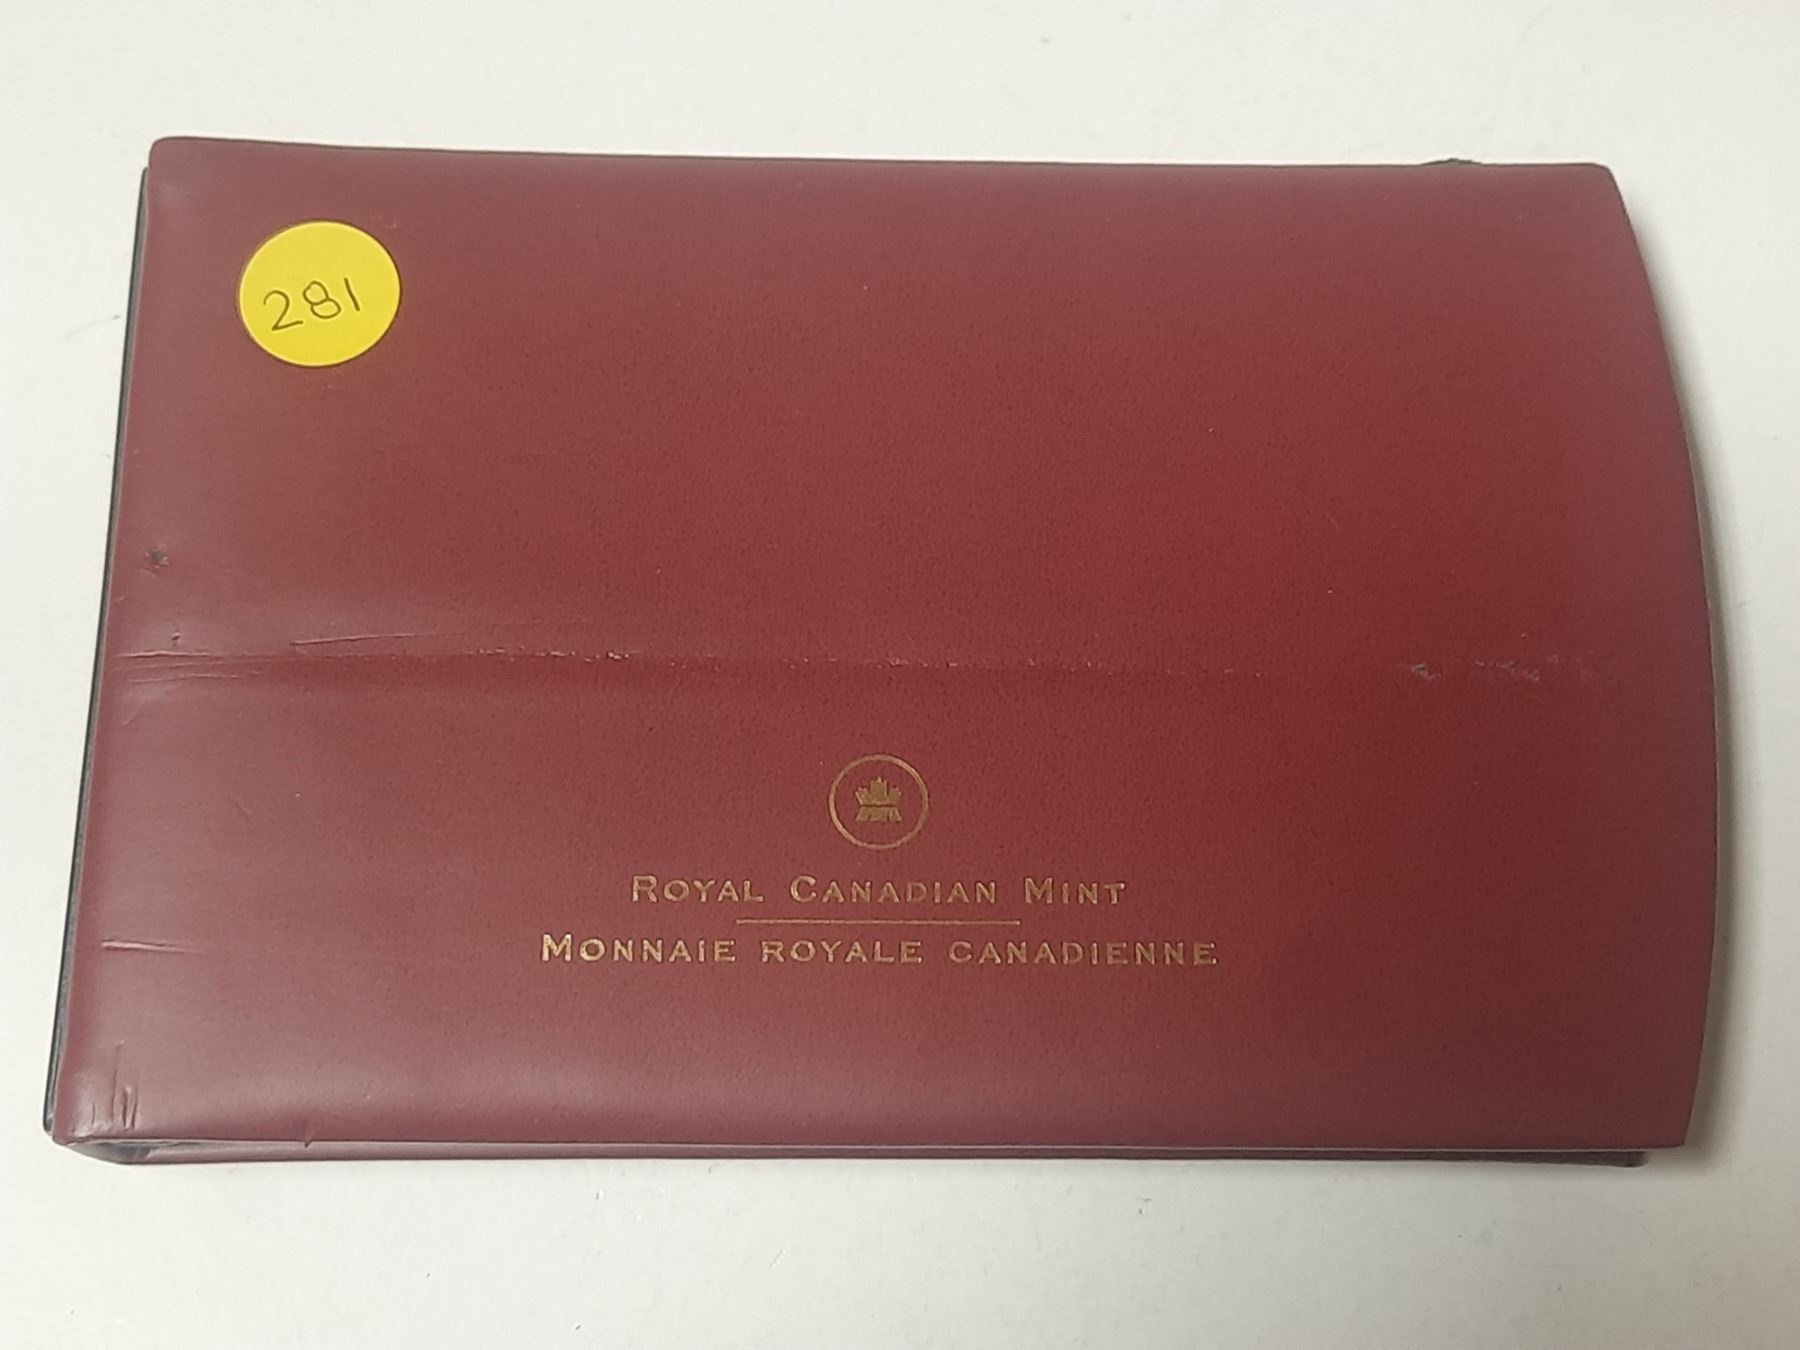 281
ROYAL CANADIAN MINT
MONNAIE ROYALE CANADIENNE